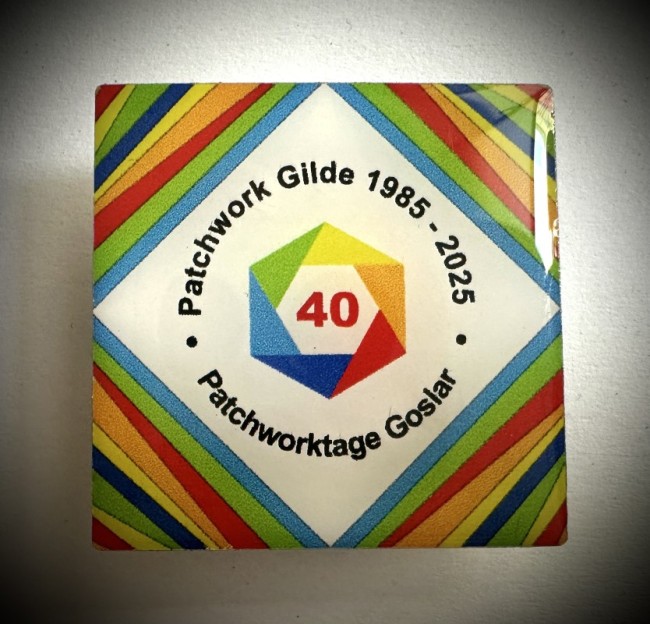 Patchwork Gilde 1985 - 2025
40
• Patchworktage Goslar •